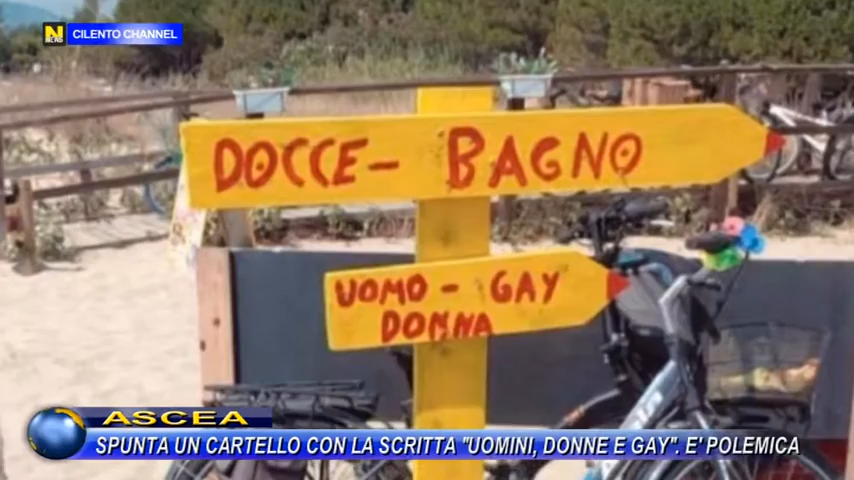 CILENTO CHANNEL
DOCCE- BAGNO
UOMO - GAY
DONNA
ASCEA
SPUNTA UN CARTELLO CON LA SCRITTA "UOMINI, DONNE E GAY". E' POLEMICA